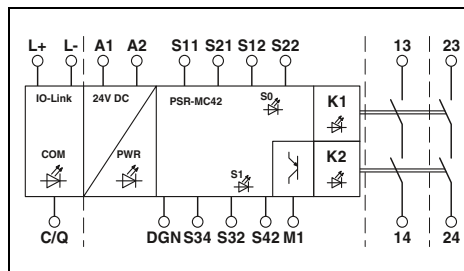 L+ L- A1 A2 S11 S21 S12 S22 13 23
IO-Link 24V DC PSR-MC42 S0 K1
COM PWR S1 K2
C/Q DGN S34 S32 S42 M1 14 24